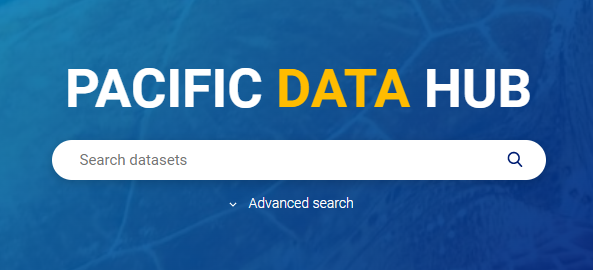 PACIFIC DATA HUB
Search datasets
Advanced search